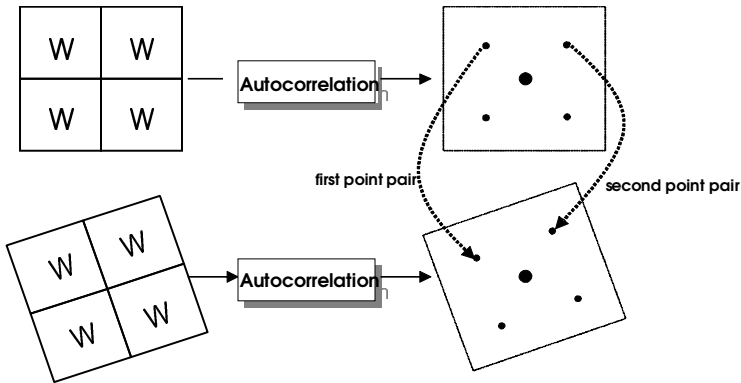 W W
W W
Autocorrelation
n
first point pair
second point pair
W W
W W
Autocorrelation
n